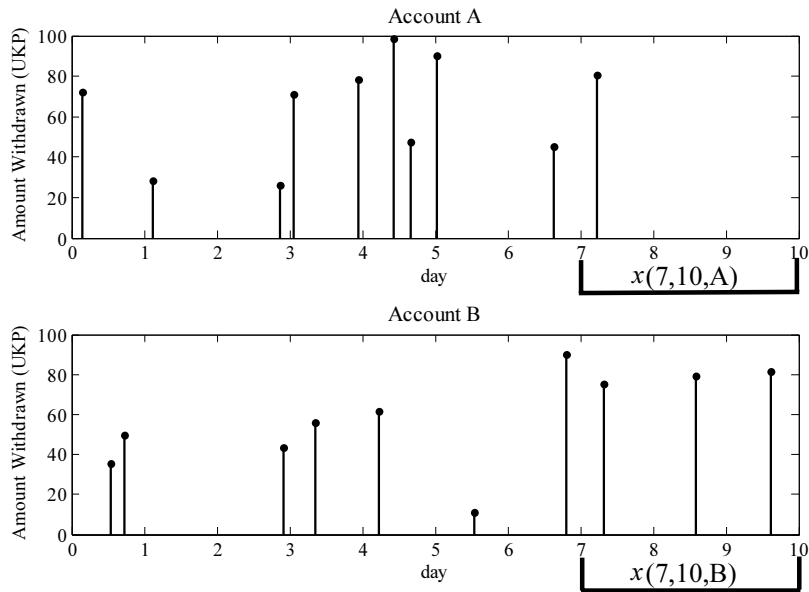 Account A
Amount Withdrawn (UKP)
100
80
60
40
20
0
0 1 2 3 4 5 6 7 8 9 10
day
x(7,10,A)
Account B
Amount Withdrawn (UKP)
100
80
60
40
20
0
0 1 2 3 4 5 6 7 8 9 10
day
x(7,10,B)